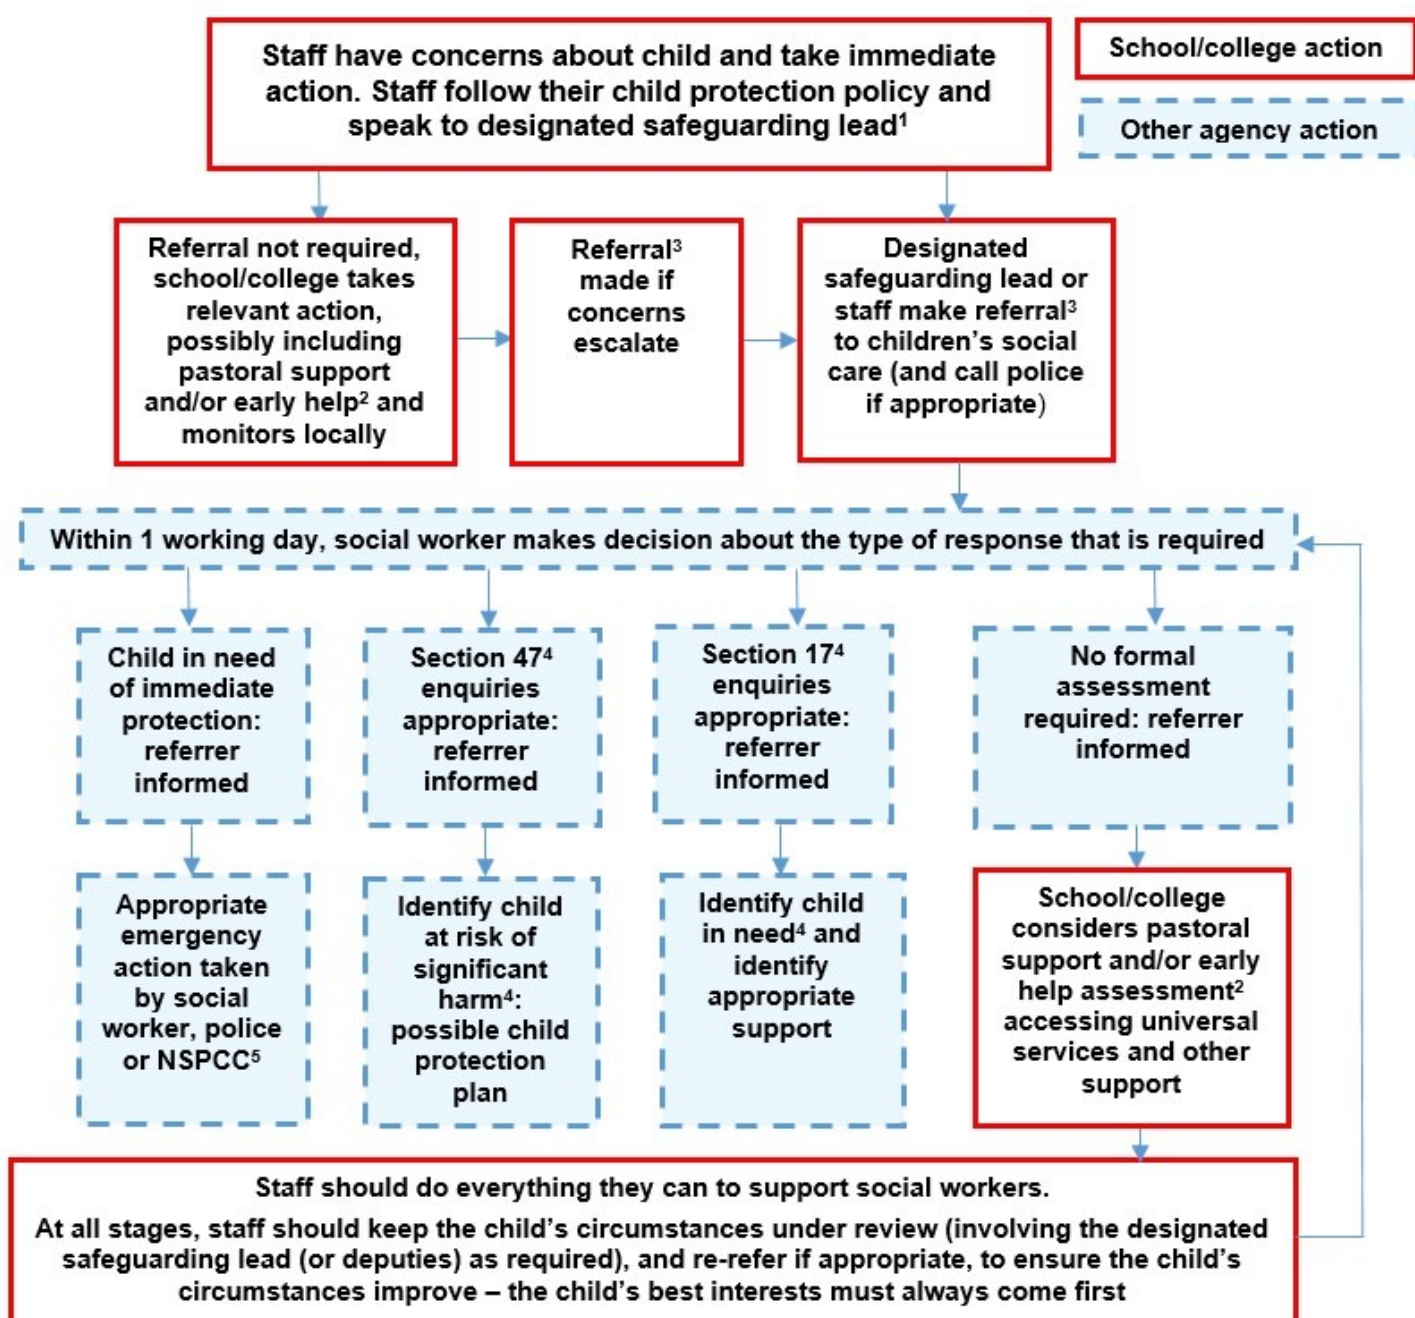 Staff have concerns about child and take immediate
action. Staff follow their child protection policy and
speak to designated safeguarding lead¹
School/college action
Other agency action
Referral not required,
school/college takes
relevant action,
possibly including
pastoral support
and/or early help² and
monitors locally
Referral³
made if
concerns
escalate
Designated
safeguarding lead or
staff make referral³
to children’s social
care (and call police
if appropriate)
Within 1 working day, social worker makes decision about the type of response that is required
Child in need
of immediate
protection:
referrer
informed
Section 47⁴
enquiries
appropriate:
referrer
informed
Section 17⁴
enquiries
appropriate:
referrer
informed
No formal
assessment
required: referrer
informed
Appropriate
emergency
action taken
by social
worker, police
or NSPCC⁵
Identify child
at risk of
significant
harm⁴:
possible child
protection
plan
Identify child
in need⁴ and
identify
appropriate
support
School/college
considers pastoral
support and/or early
help assessment²
accessing universal
services and other
support
Staff should do everything they can to support social workers.
At all stages, staff should keep the child’s circumstances under review (involving the designated
safeguarding lead (or deputies) as required), and re-refer if appropriate, to ensure the child’s
circumstances improve – the child’s best interests must always come first